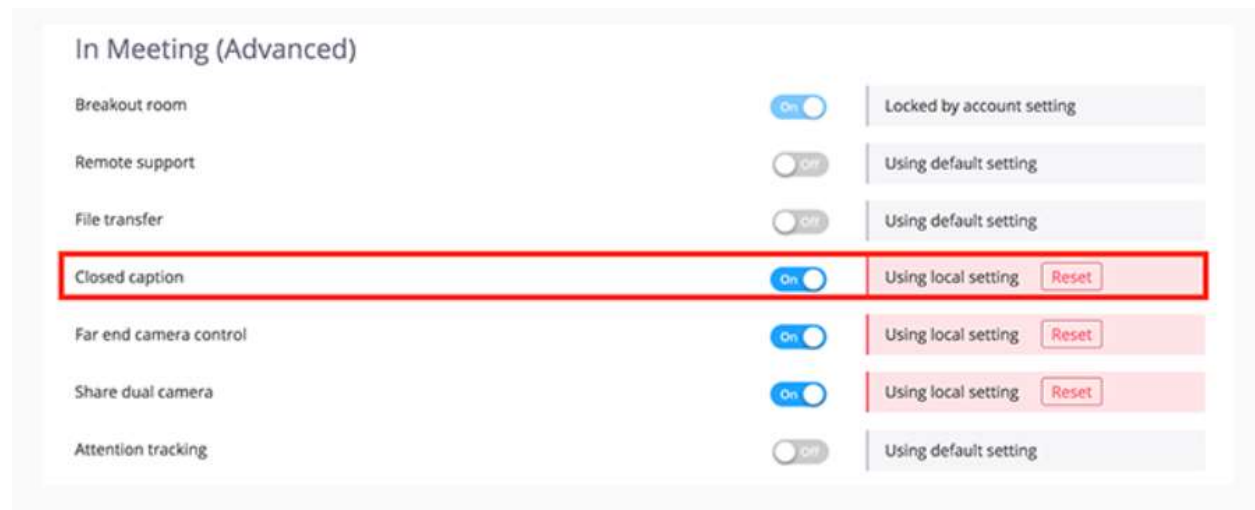 In Meeting (Advanced)
Breakout room On Locked by account setting
Remote support Off Using default setting
File transfer Off Using default setting
Closed caption On Using local setting Reset
Far end camera control On Using local setting Reset
Share dual camera On Using local setting Reset
Attention tracking Off Using default setting